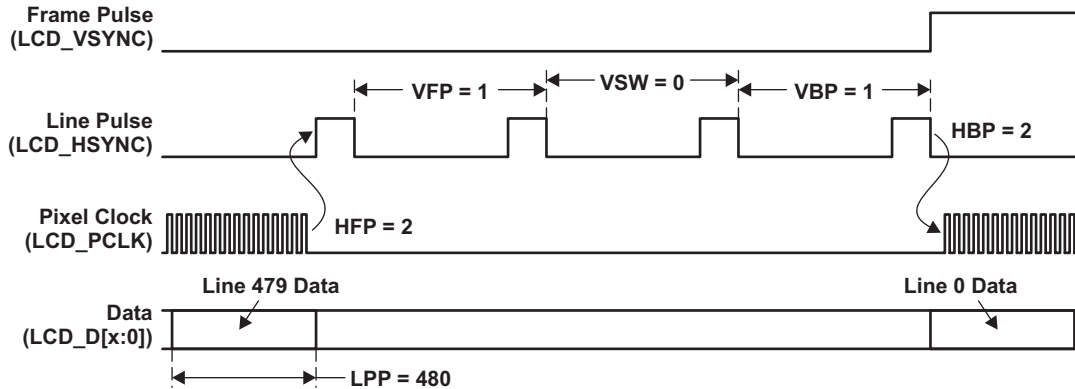 Frame Pulse
(LCD_VSYNC)
VFP = 1
VSW = 0
VBP = 1
Line Pulse
(LCD_HSYNC)
HBP = 2
Pixel Clock
(LCD_PCLK)
HFP = 2
Line 479 Data
Line 0 Data
Data
(LCD_D[x:0])
LPP = 480